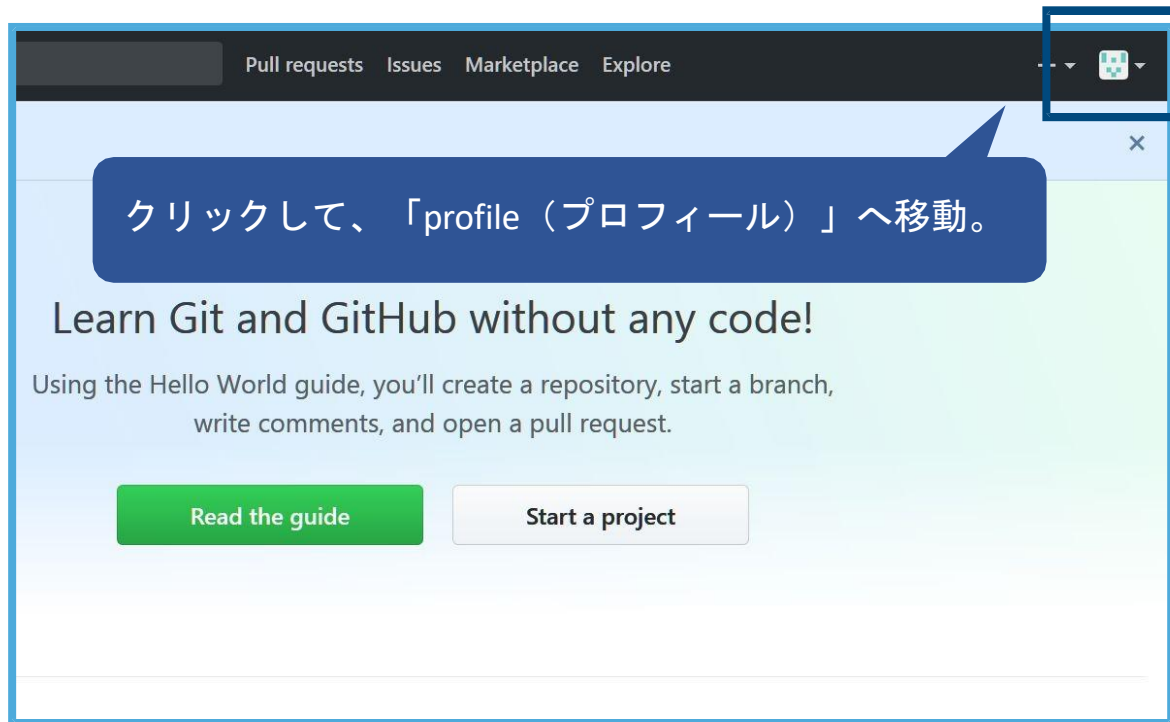 Pull requests Issues Marketplace Explore
クリックして、「profile（プロフィール）」へ移動。
Learn Git and GitHub without any code!
Using the Hello World guide, you’ll create a repository, start a branch,
write comments, and open a pull request.
Read the guide Start a project